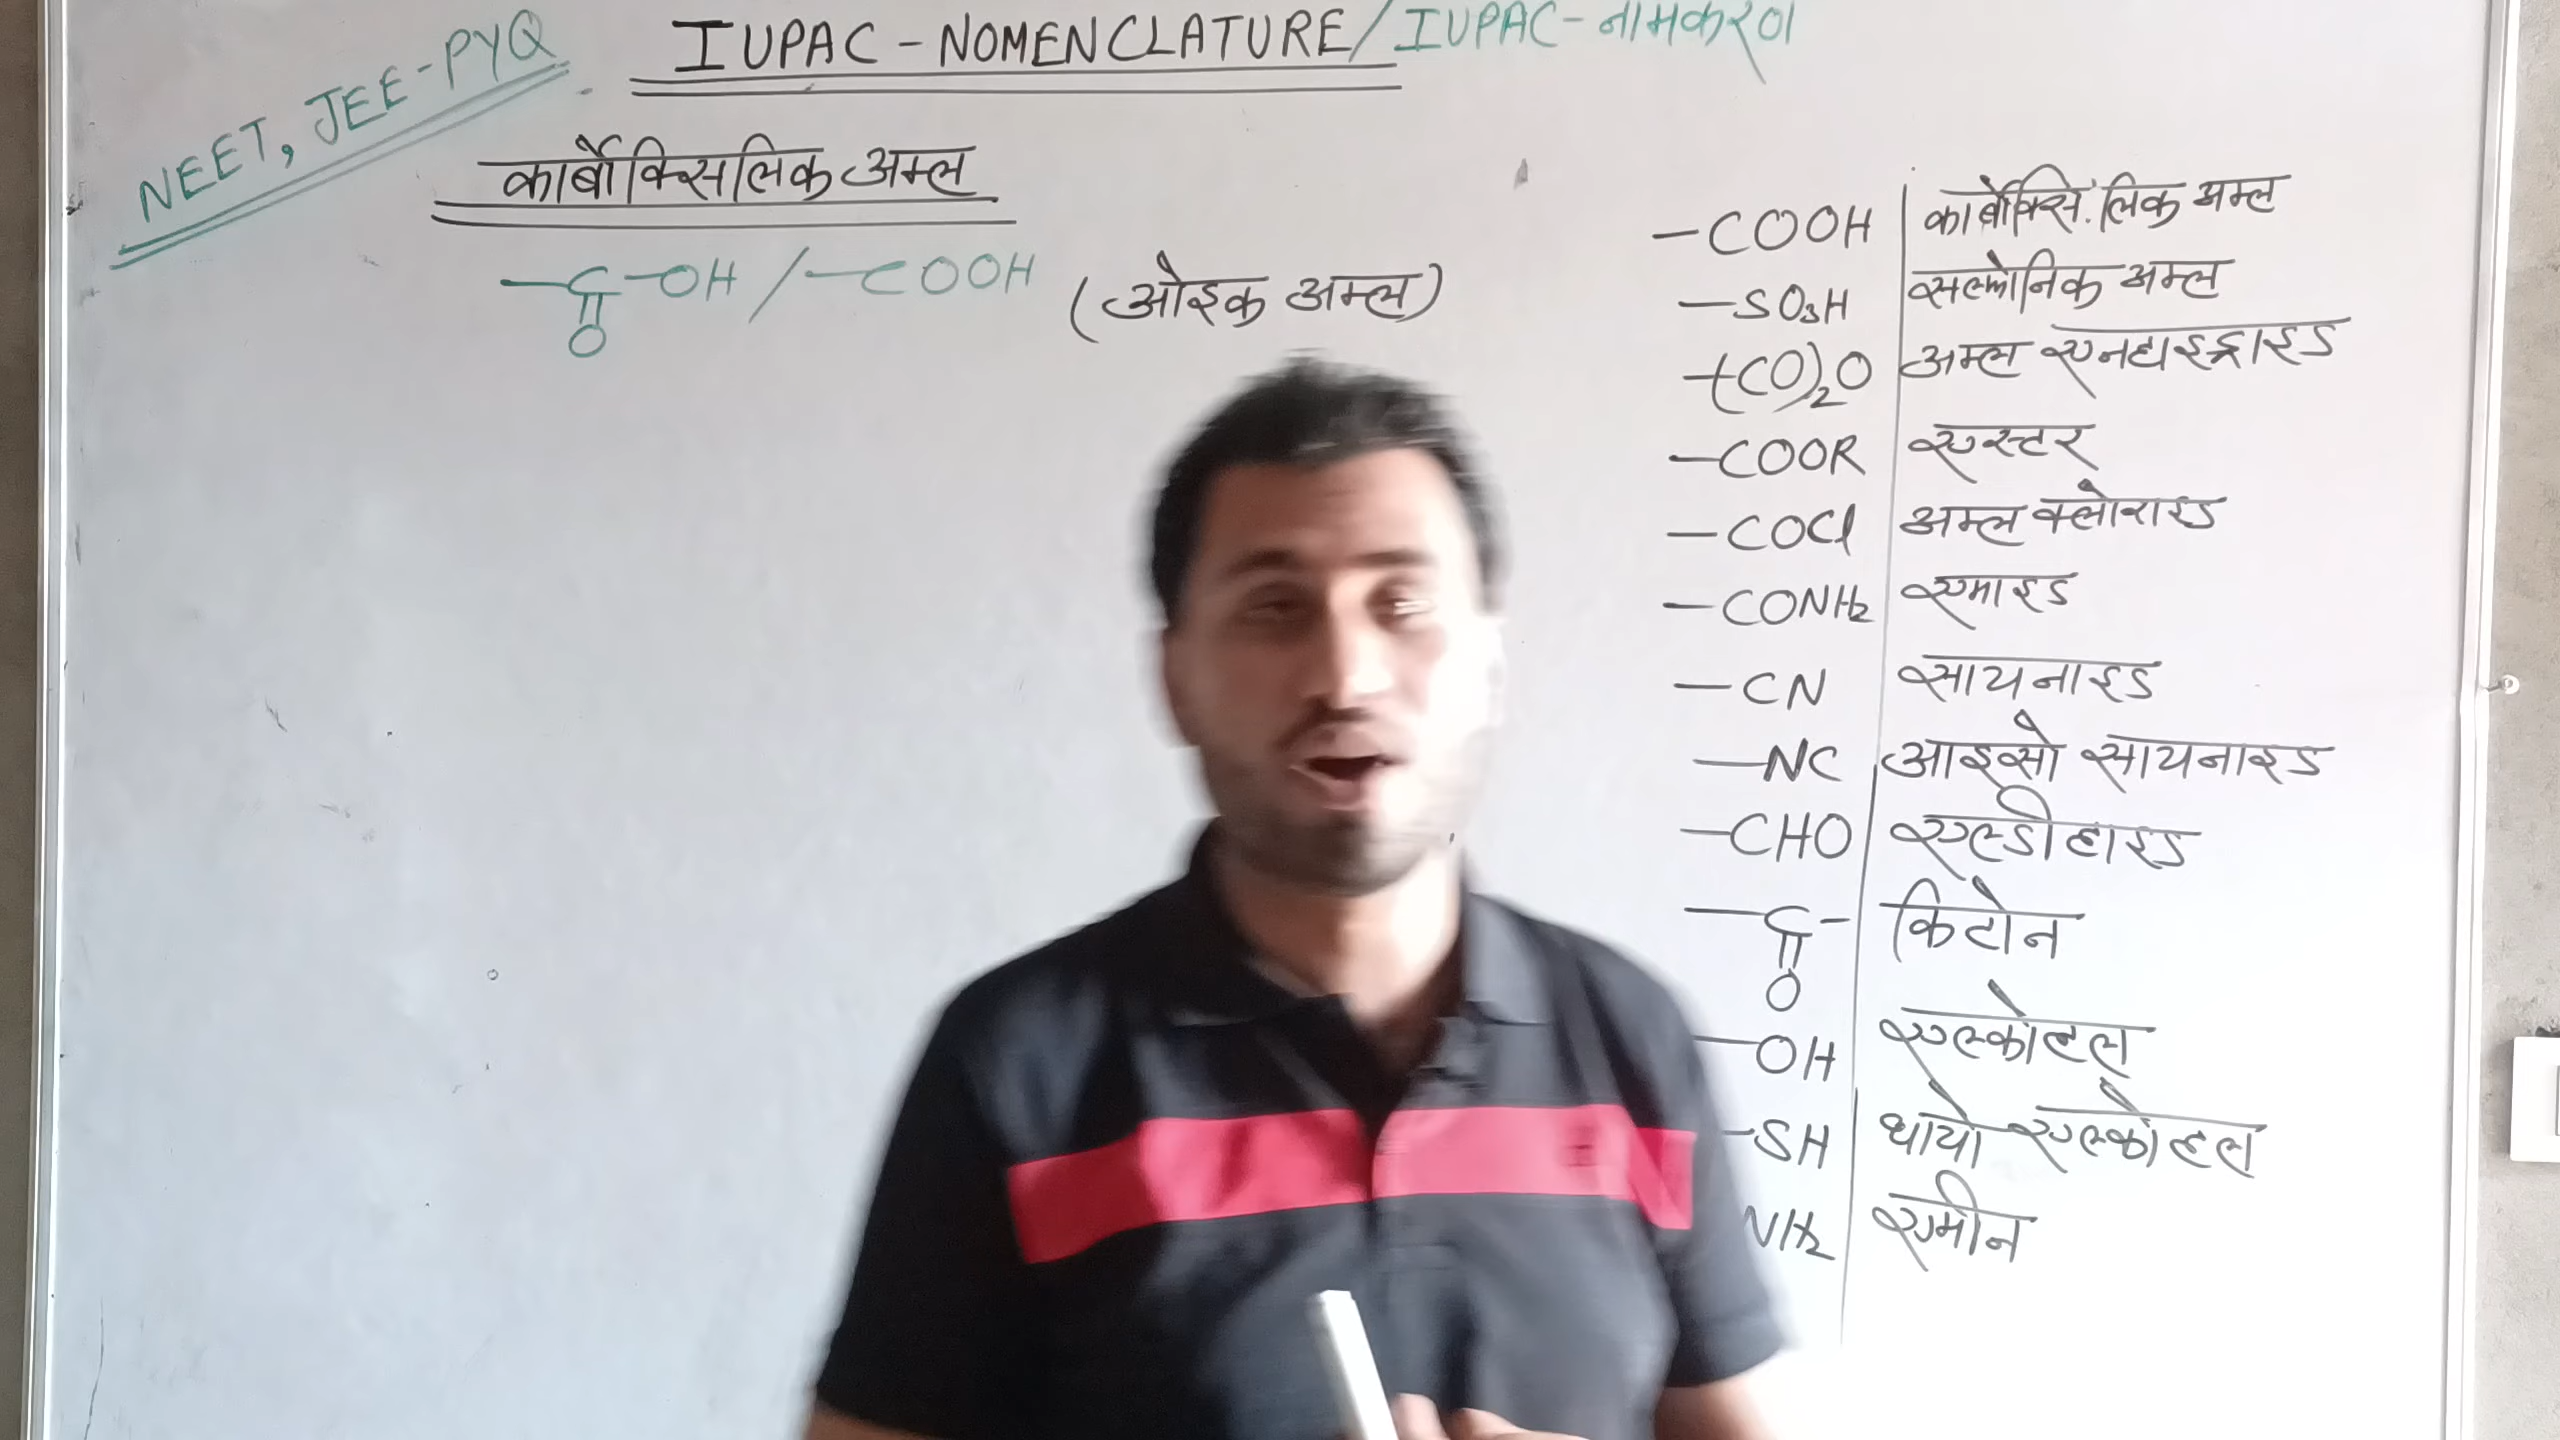 IUPAC-NOMENCLATURE/IUPAC-नामकरण
NEET, JEE-PYQ
कार्बोक्सिलिक अम्ल
—C—OH / —COOH (ओइक अम्ल)
O
—COOH कार्बोक्सिलिक अम्ल
—SO3H सल्फोनिक अम्ल
—(CO)2O अम्ल एनहाइड्राइड
—COOR एस्टर
—COCl अम्ल क्लोराइड
—CONH2 एमाइड
—CN सायनाइड
—NC आइसो सायनाइड
—CHO एल्डीहाइड
—C— किटोन
O
—OH एल्कोहल
—SH थायो एल्कोहल
NH2 एमीन